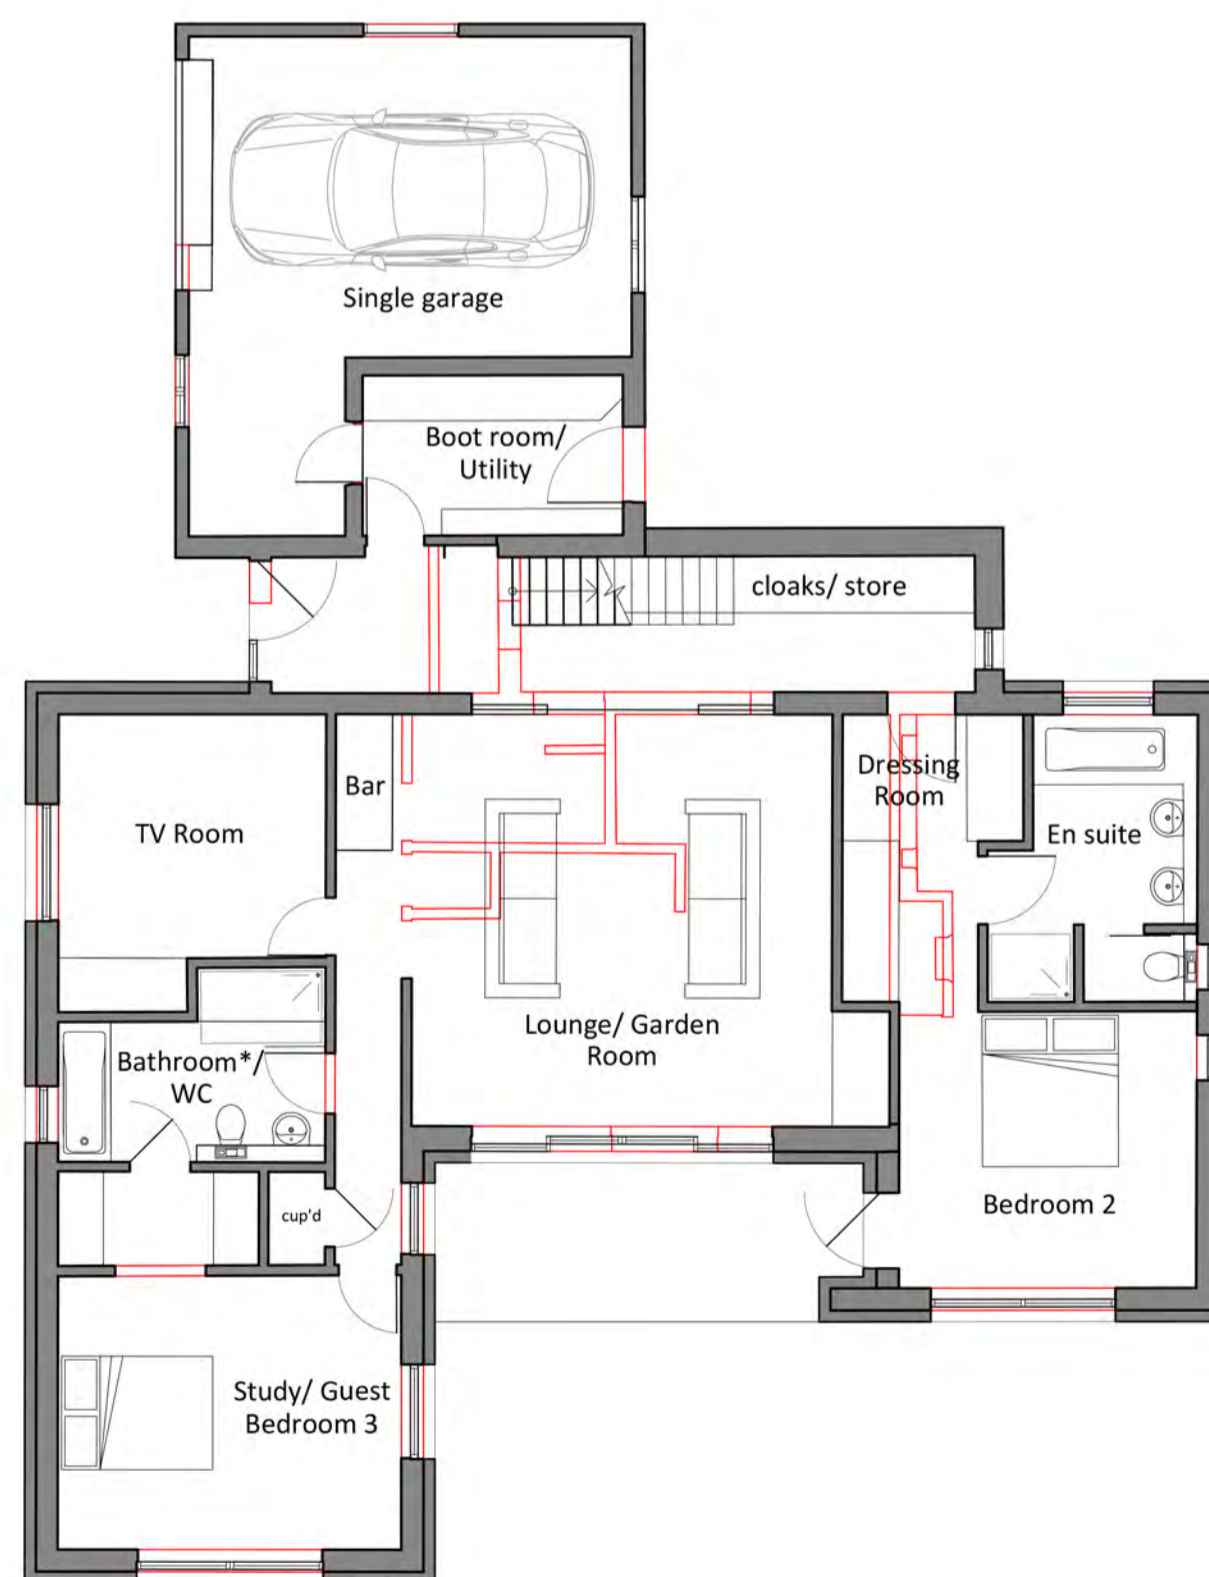 Single garage
Boot room/
Utility
cloaks/ store
Dressing
Room
Bar
TV Room
En suite
Lounge/ Garden
Room
Bathroom*/
WC
Bedroom 2
cup'd
Study/ Guest
Bedroom 3